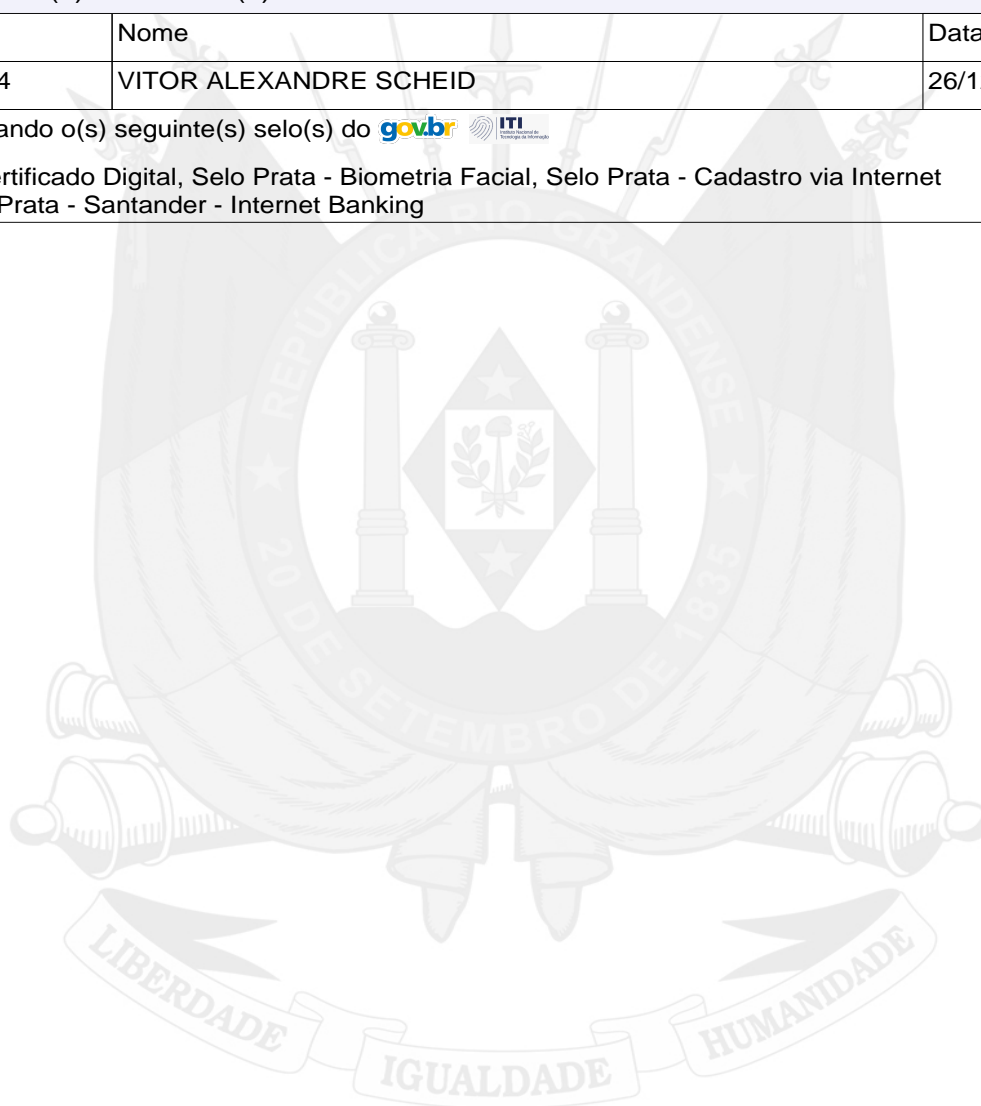 Nome
Data
4
VITOR ALEXANDRE SCHEID
26/1
ando o(s) seguinte(s) selo(s) do gov.br ITI
ertificado Digital, Selo Prata - Biometria Facial, Selo Prata - Cadastro via Internet
Prata - Santander - Internet Banking
REPÚBLICA RIO GRANDENSE
20 DE SETEMBRO DE 1835
LIBERDADE
IGUALDADE
HUMANIDADE